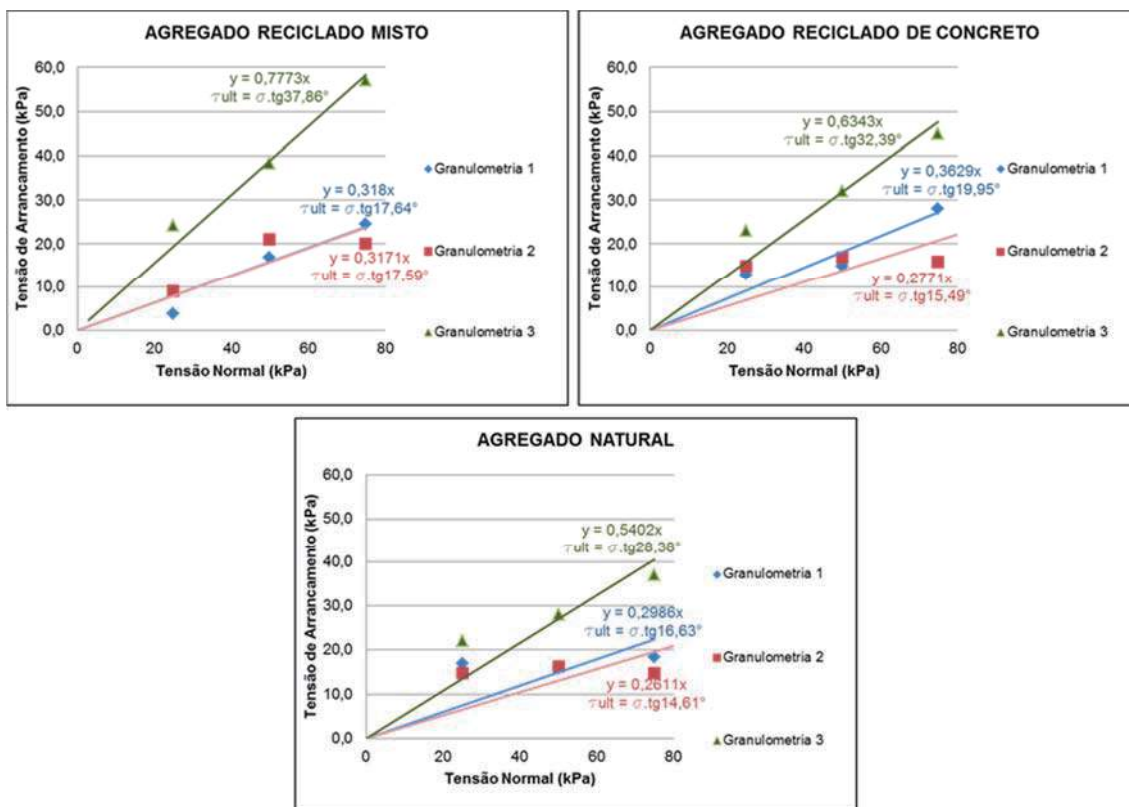 AGREGADO RECICLADO MISTO
Tensão de Arrancamento (kPa)
60,0
50,0
40,0
30,0
20,0
10,0
0,0
0
20
40
60
80
Tensão Normal (kPa)
y = 0,7773x
τult = σ.tg37,86°
y = 0,318x
τult = σ.tg17,64°
y = 0,3171x
τult = σ.tg17,59°
Granulometria 1
Granulometria 2
Granulometria 3
AGREGADO RECICLADO DE CONCRETO
Tensão de Arrancamento (kPa)
60,0
50,0
40,0
30,0
20,0
10,0
0,0
0
20
40
60
80
Tensão Normal (kPa)
y = 0,6343x
τult = σ.tg32,39°
y = 0,3629x
τult = σ.tg19,95°
y = 0,2771x
τult = σ.tg15,49°
Granulometria 1
Granulometria 2
Granulometria 3
AGREGADO NATURAL
Tensão de Arrancamento (kPa)
60,0
50,0
40,0
30,0
20,0
10,0
0,0
0
20
40
60
80
Tensão Normal (kPa)
y = 0,5402x
τult = σ.tg28,38°
y = 0,2986x
τult = σ.tg16,63°
y = 0,2611x
τult = σ.tg14,61°
Granulometria 1
Granulometria 2
Granulometria 3